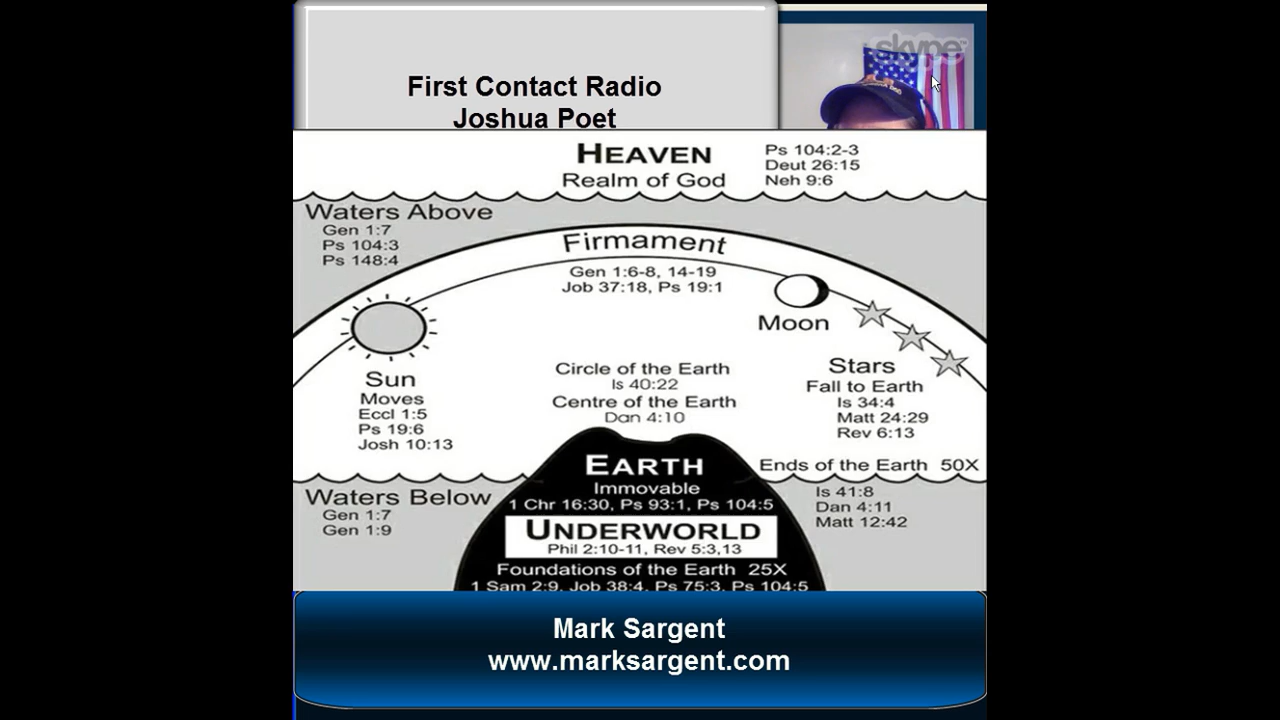 skype™
First Contact Radio
Joshua Poet
HEAVEN
Realm of God
Ps 104:2-3
Deut 26:15
Neh 9:6
Waters Above
Gen 1:7
Ps 104:3
Ps 148:4
Firmament
Gen 1:6-8, 14-19
Job 37:18, Ps 19:1
Moon
Sun
Moves
Eccl 1:5
Ps 19:6
Josh 10:13
Circle of the Earth
Is 40:22
Centre of the Earth
Dan 4:10
Stars
Fall to Earth
Is 34:4
Matt 24:29
Rev 6:13
EARTH
Immovable
1 Chr 16:30, Ps 93:1, Ps 104:5
Ends of the Earth 50X
Is 41:8
Dan 4:11
Matt 12:42
Waters Below
Gen 1:7
Gen 1:9
UNDERWORLD
Phil 2:10-11, Rev 5:3,13
Foundations of the Earth 25X
1 Sam 2:9, Job 38:4, Ps 75:3, Ps 104:5
Mark Sargent
www.marksargent.com